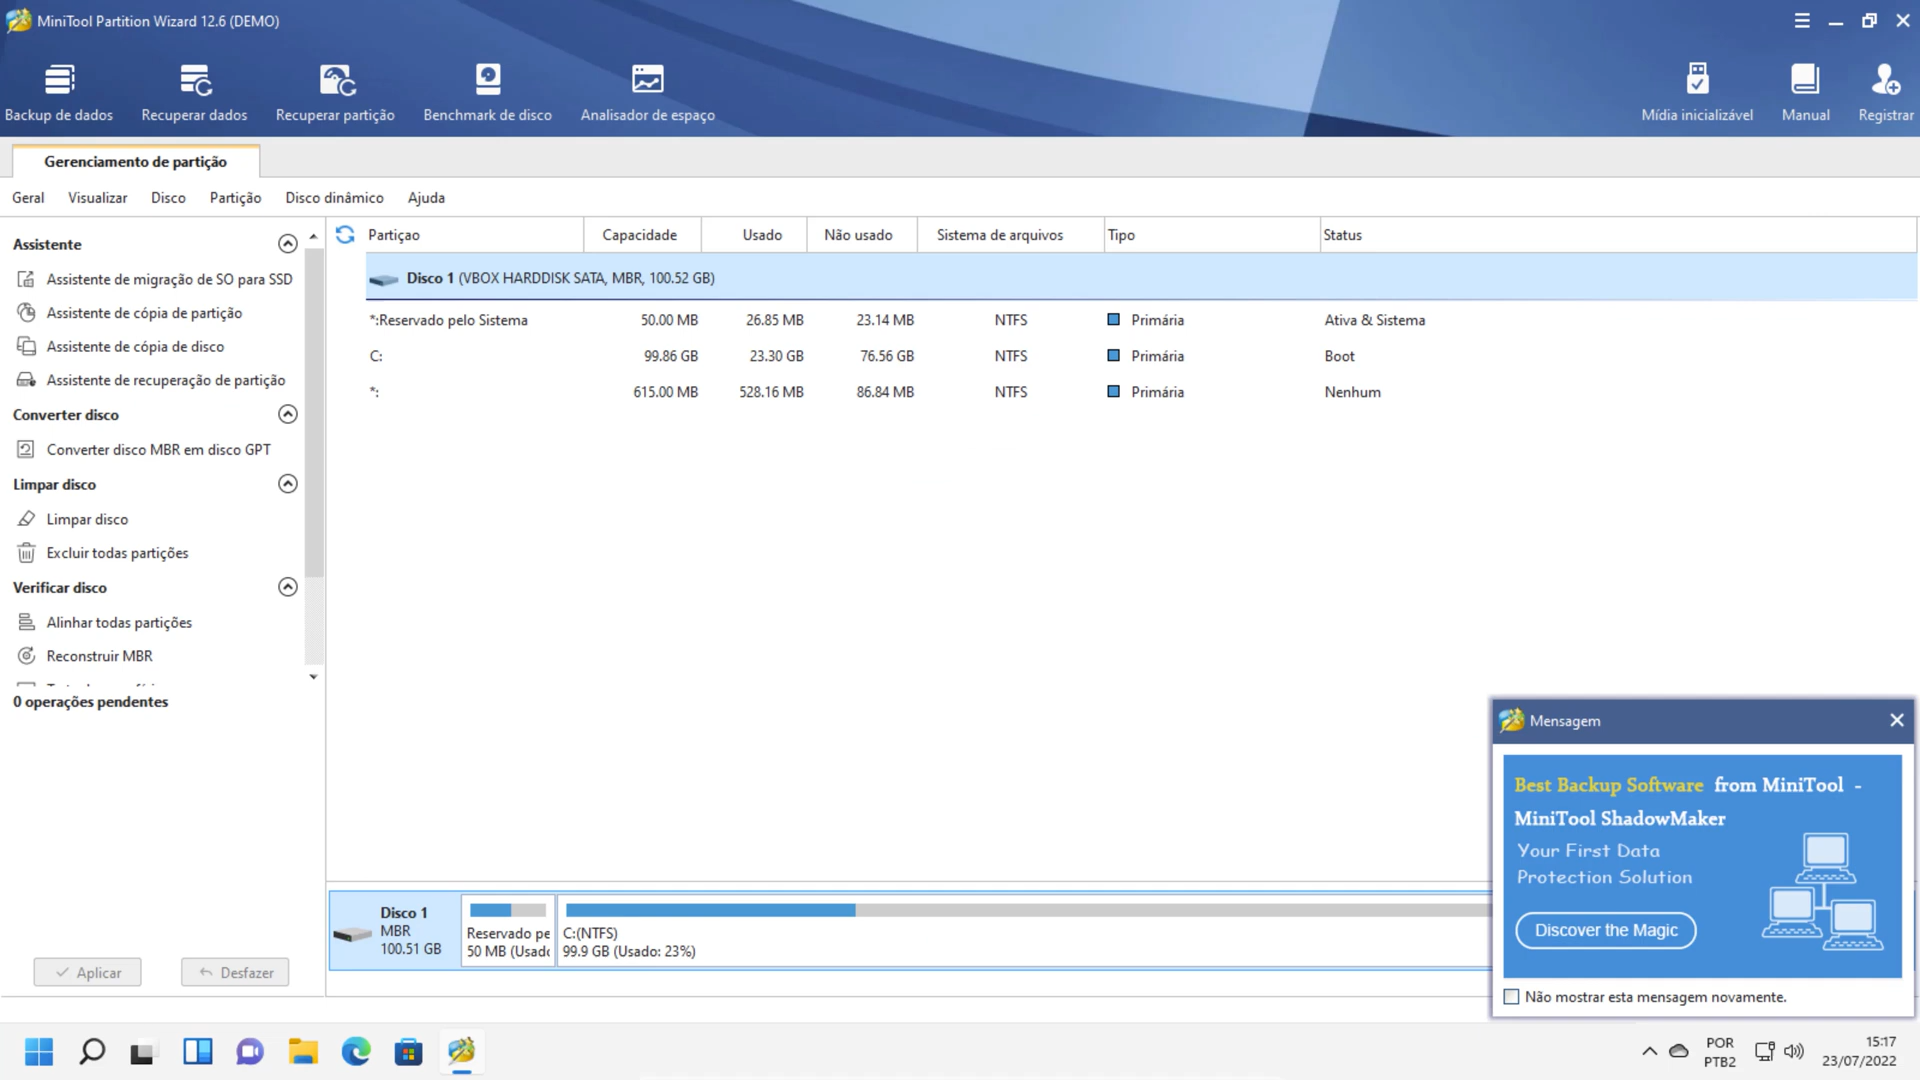 MiniTool Partition Wizard 12.6 (DEMO)
Backup de dados
Recuperar dados
Recuperar partição
Benchmark de disco
Analisador de espaço
Mídia inicializável
Manual
Registrar
Gerenciamento de partição
Geral
Visualizar
Disco
Partição
Disco dinâmico
Ajuda
Assistente
Assistente de migração de SO para SSD
Assistente de cópia de partição
Assistente de cópia de disco
Assistente de recuperação de partição
Converter disco
Converter disco MBR em disco GPT
Limpar disco
Limpar disco
Excluir todas partições
Verificar disco
Alinhar todas partições
Reconstruir MBR
0 operações pendentes
Aplicar
Desfazer
Partiçao Capacidade Usado Não usado Sistema de arquivos Tipo Status
Disco 1 (VBOX HARDDISK SATA, MBR, 100.52 GB)
*:Reservado pelo Sistema 50.00 MB 26.85 MB 23.14 MB NTFS Primária Ativa & Sistema
C: 99.86 GB 23.30 GB 76.56 GB NTFS Primária Boot
*: 615.00 MB 528.16 MB 86.84 MB NTFS Primária Nenhum
Disco 1
MBR
100.51 GB
Reservado pe
50 MB (Usado
C:(NTFS)
99.9 GB (Usado: 23%)
Mensagem
Best Backup Software from MiniTool -
MiniTool ShadowMaker
Your First Data
Protection Solution
Discover the Magic
Não mostrar esta mensagem novamente.
POR
PTB2
15:17
23/07/2022